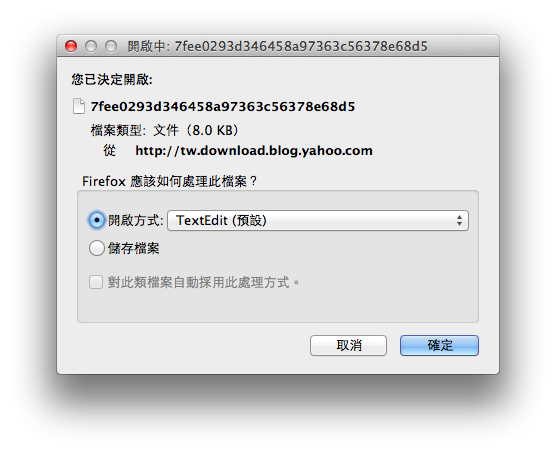 開啟中: 7fee0293d346458a97363c56378e68d5
您已決定開啟:
7fee0293d346458a97363c56378e68d5
檔案類型: 文件 (8.0 KB)
從 http://tw.download.blog.yahoo.com
Firefox 應該如何處理此檔案？
開啟方式: TextEdit (預設)
儲存檔案
對此類檔案自動採用此處理方式。
取消 確定